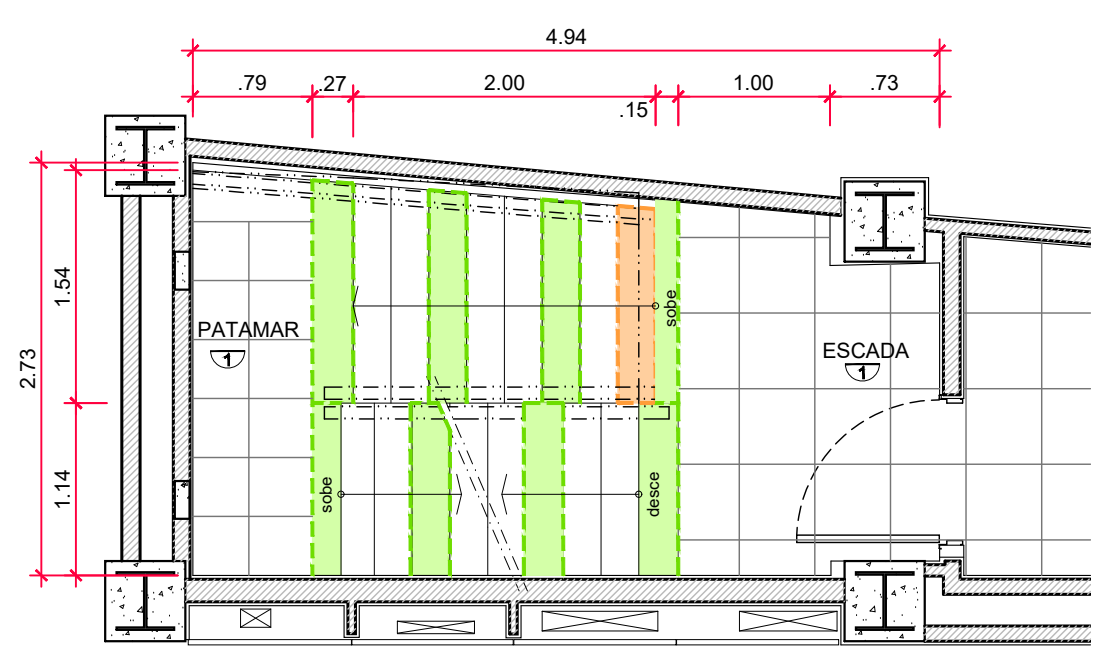 4.94
.79
.27
2.00
.15
1.00
.73
2.73
1.54
1.14
PATAMAR
1
sobe
ESCADA
1
sobe
desce